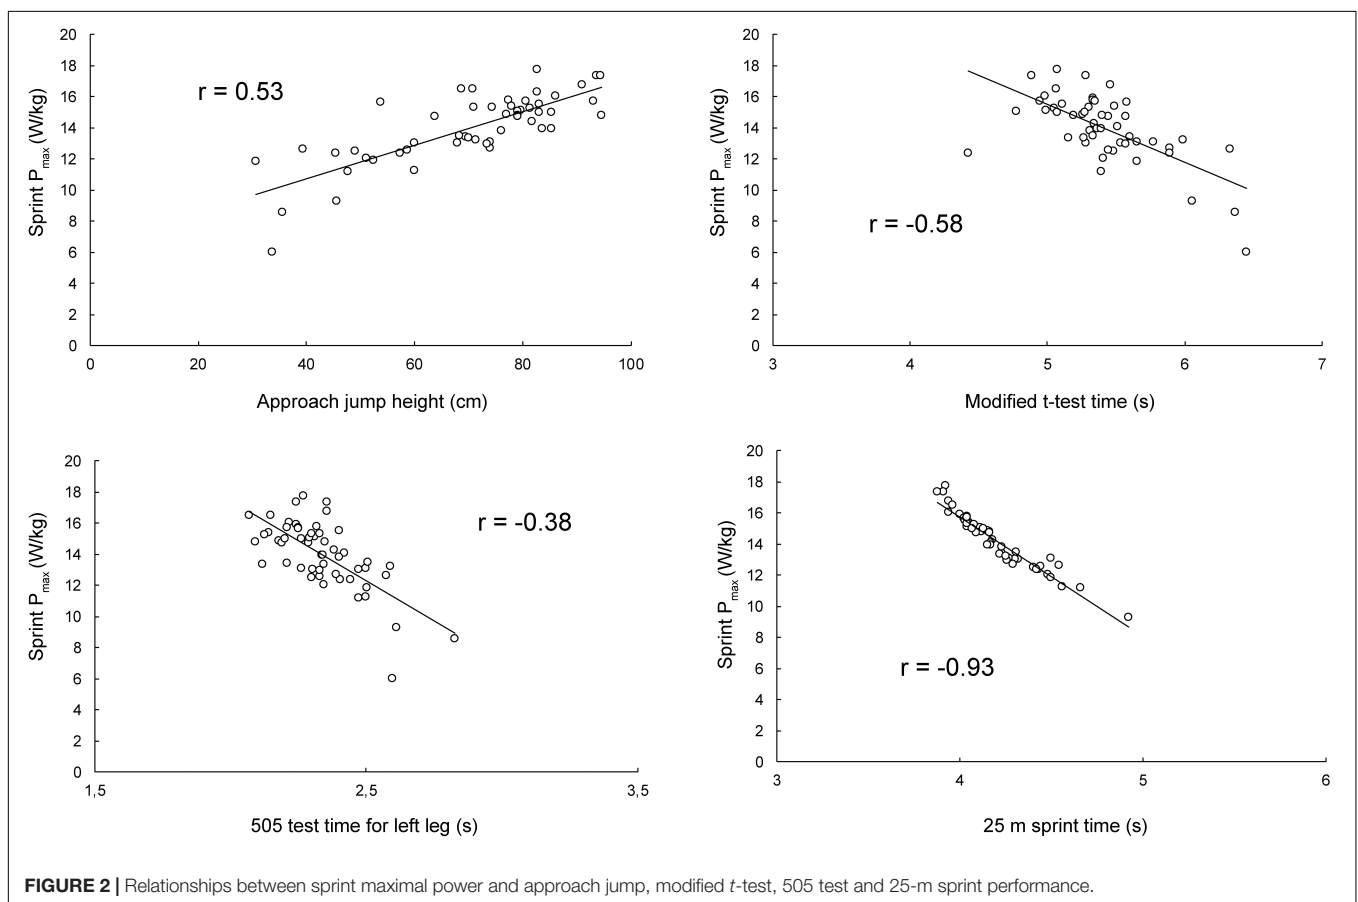 20
18
16
14
12
10
8
6
4
2
0
Sprint Pmax (W/kg)
r = 0.53
0 20 40 60 80 100
Approach jump height (cm)
20
18
16
14
12
10
8
6
4
2
0
Sprint Pmax (W/kg)
r = -0.58
3 4 5 6 7
Modified t-test time (s)
20
18
16
14
12
10
8
6
4
2
0
Sprint Pmax (W/kg)
r = -0.38
1,5 2,5 3,5
505 test time for left leg (s)
20
18
16
14
12
10
8
6
4
2
0
Sprint Pmax (W/kg)
r = -0.93
3 4 5 6
25 m sprint time (s)
FIGURE 2 | Relationships between sprint maximal power and approach jump, modified t-test, 505 test and 25-m sprint performance.